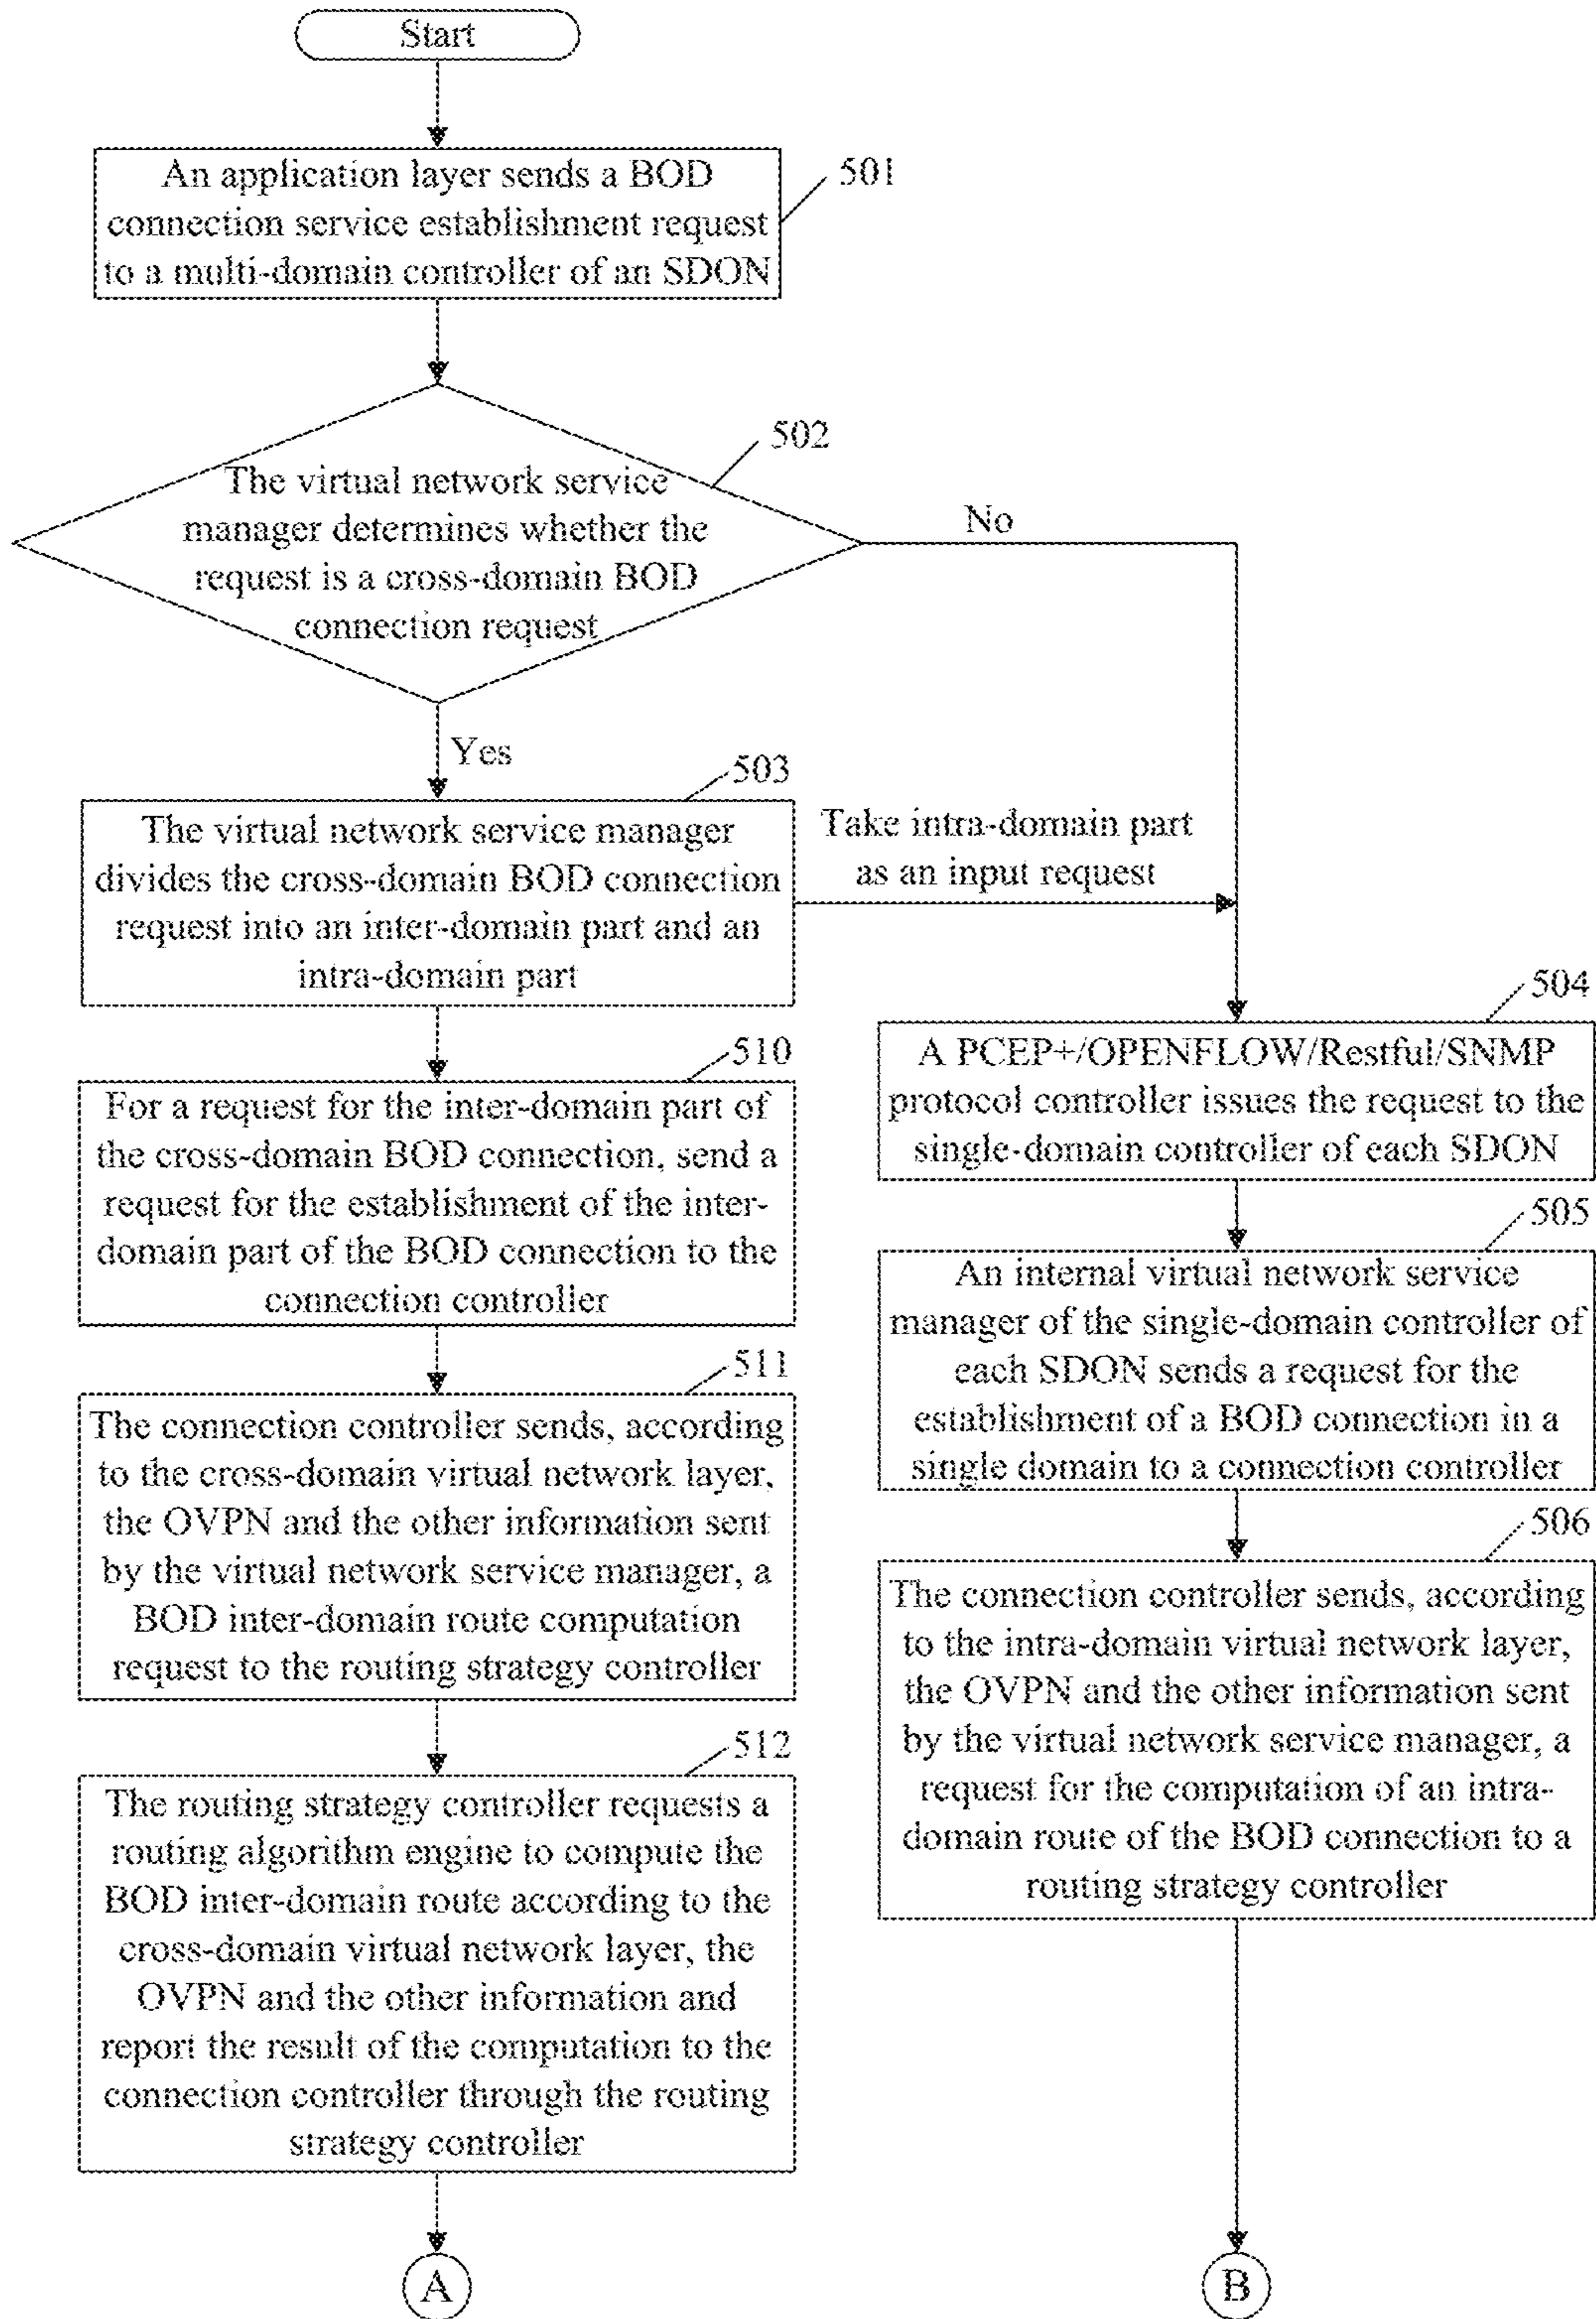 Start
An application layer sends a BOD
connection service establishment request
to a multi-domain controller of an SDON
501
502
The virtual network service
manager determines whether the
request is a cross-domain BOD
connection request
No
Yes
503
The virtual network service manager
divides the cross-domain BOD connection
request into an inter-domain part and an
intra-domain part
Take intra-domain part
as an input request
504
A PCEP+/OPENFLOW/Restful/SNMP
protocol controller issues the request to the
single-domain controller of each SDON
510
For a request for the inter-domain part of
the cross-domain BOD connection, send a
request for the establishment of the inter-
domain part of the BOD connection to the
connection controller
505
An internal virtual network service
manager of the single-domain controller of
each SDON sends a request for the
establishment of a BOD connection in a
single domain to a connection controller
511
The connection controller sends, according
to the cross-domain virtual network layer,
the OVPN and the other information sent
by the virtual network service manager, a
BOD inter-domain route computation
request to the routing strategy controller
506
The connection controller sends, according
to the intra-domain virtual network layer,
the OVPN and the other information sent
by the virtual network service manager, a
request for the computation of an intra-
domain route of the BOD connection to a
routing strategy controller
512
The routing strategy controller requests a
routing algorithm engine to compute the
BOD inter-domain route according to the
cross-domain virtual network layer, the
OVPN and the other information and
report the result of the computation to the
connection controller through the routing
strategy controller
A
B